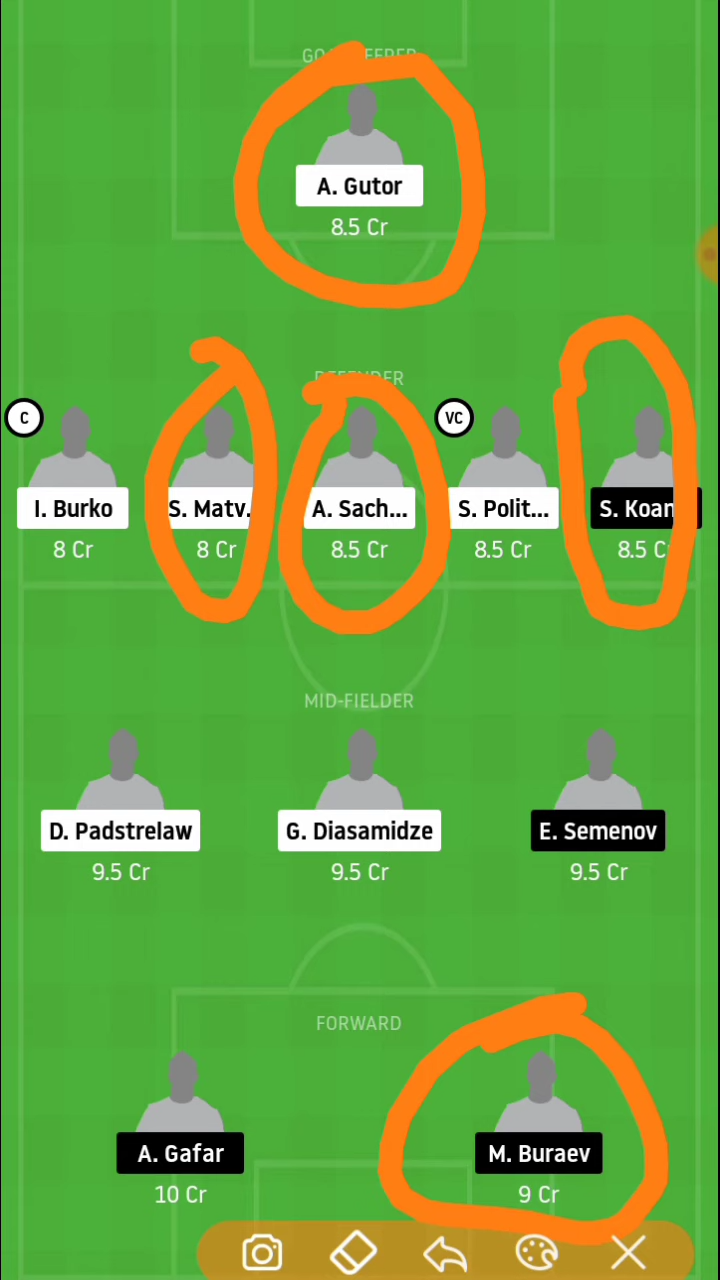 A. Gutor
8.5 Cr
DEFENDER
C
VC
I. Burko
S. Matv.
A. Sach...
S. Polit...
S. Koan
8 Cr
8 Cr
8.5 Cr
8.5 Cr
8.5 C
MID-FIELDER
D. Padstrelaw
G. Diasamidze
E. Semenov
9.5 Cr
9.5 Cr
9.5 Cr
FORWARD
A. Gafar
M. Buraev
10 Cr
9 Cr